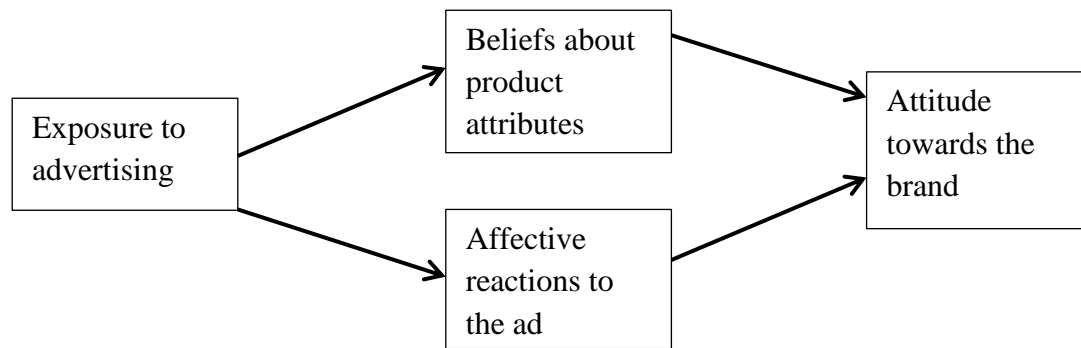 Exposure to
advertising
Beliefs about
product
attributes
Affective
reactions to
the ad
Attitude
towards the
brand